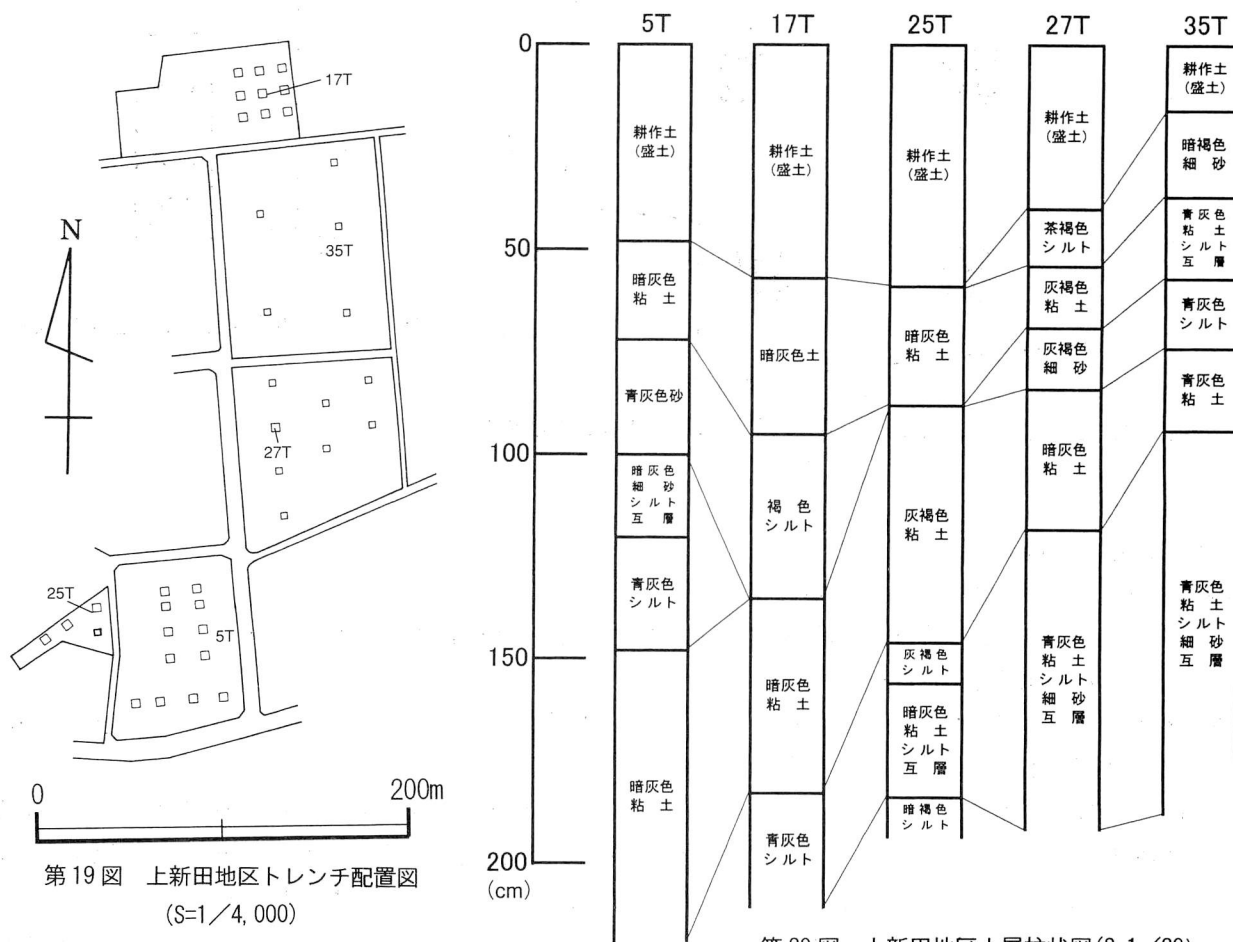 17T
N
35T
27T
25T
5T
0
200m
第19図 上新田地区トレンチ配置図
(S=1/4,000)
0
50
100
150
200
(cm)
5T
耕作土
(盛土)
暗灰色
粘土
青灰色砂
暗灰色
細砂
シルト
互層
青灰色
シルト
暗灰色
粘土
17T
耕作土
(盛土)
暗灰色土
褐色
シルト
暗灰色
粘土
青灰色
シルト
25T
耕作土
(盛土)
暗灰色
粘土
灰褐色
粘土
灰褐色
シルト
暗灰色
粘土
シルト
互層
暗褐色
シルト
27T
耕作土
(盛土)
茶褐色
シルト
灰褐色
粘土
灰褐色
細砂
暗灰色
粘土
青灰色
粘土
シルト
細砂
互層
35T
耕作土
(盛土)
暗褐色
細砂
青灰色
粘土
シルト
互層
青灰色
シルト
青灰色
粘土
青灰色
粘土
シルト
細砂
互層